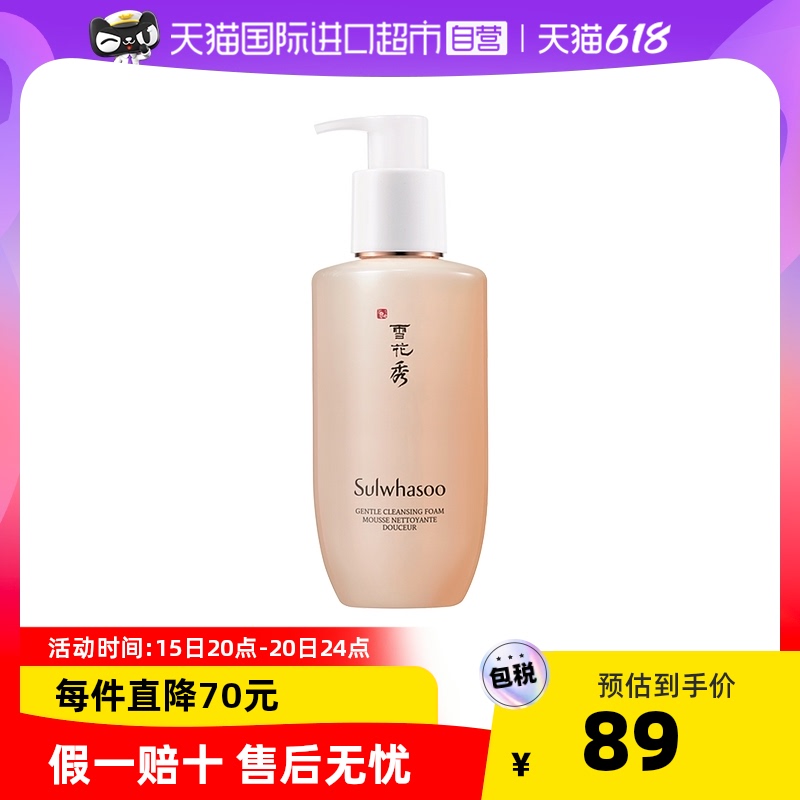 天猫国际进口超市自营 | 天猫618
雪花秀
Sulwhasoo
GENTLE CLEANSING FOAM
MOUSSE NETTOYANTE
DOUCEUR
活动时间:15日20点-20日24点
每件直降70元
假一赔十 售后无忧
包税
预估到手价
¥ 89